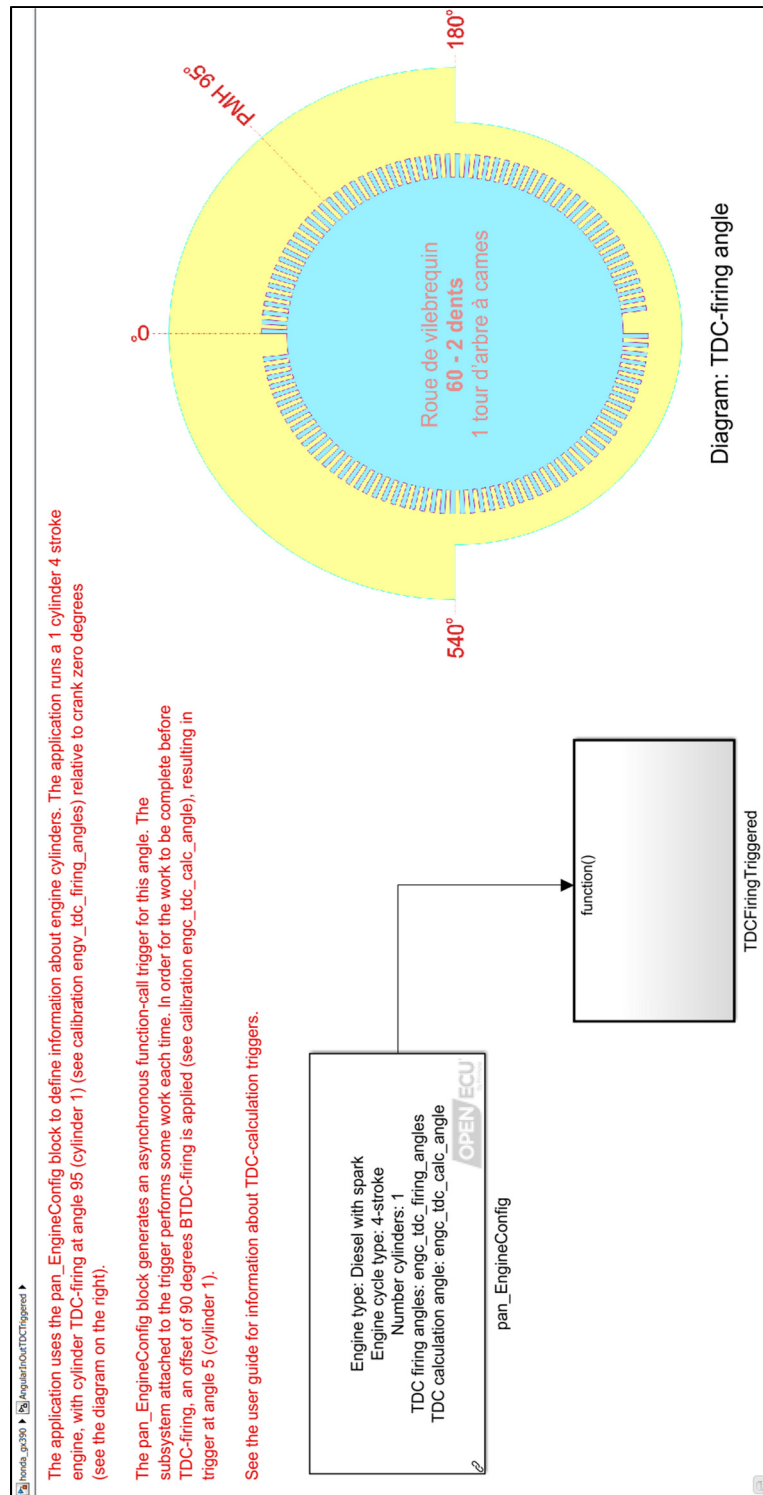 honda_gx390 ▶ AngularInOutTDCTriggered ▶
The application uses the pan_EngineConfig block to define information about engine cylinders. The application runs a 1 cylinder 4 stroke
engine, with cylinder TDC-firing at angle 95 (cylinder 1) (see calibration engv_tdc_firing_angles) relative to crank zero degrees
(see the diagram on the right).
The pan_EngineConfig block generates an asynchronous function-call trigger for this angle. The
subsystem attached to the trigger performs some work each time. In order for the work to be complete before
TDC-firing, an offset of 90 degrees BTDC-firing is applied (see calibration engc_tdc_calc_angle), resulting in
trigger at angle 5 (cylinder 1).
See the user guide for information about TDC-calculation triggers.
Engine type: Diesel with spark
Engine cycle type: 4-stroke
Number cylinders: 1
TDC firing angles: engc_tdc_firing_angles
TDC calculation angle: engc_tdc_calc_angle
OPENECU
pan_EngineConfig
function()
TDCFiringTriggered
0°
PMH 95°
540°
180°
Roue de vilebrequin
60 - 2 dents
1 tour d'arbre à cames
Diagram: TDC-firing angle